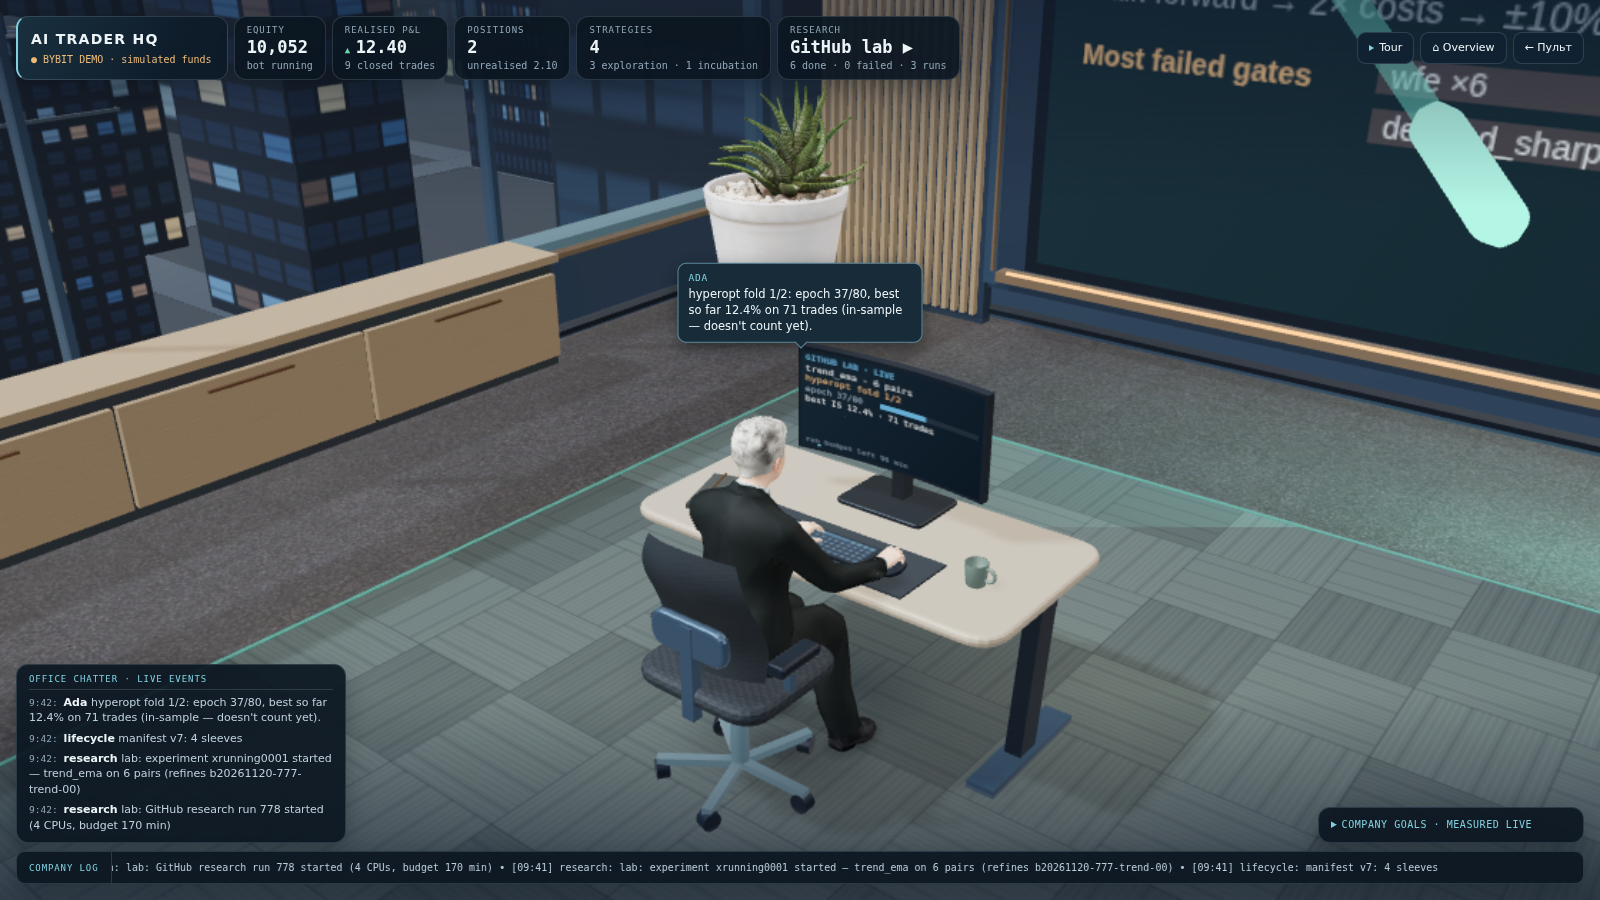 AI TRADER HQ
● BYBIT DEMO · simulated funds
EQUITY
10,052
bot running
REALISED P&L
▲ 12.40
9 closed trades
POSITIONS
2
unrealised 2.10
STRATEGIES
4
3 exploration · 1 incubation
RESEARCH
GitHub lab ▶
6 done · 0 failed · 3 runs
forward → 2× costs → ±10%
▸ Tour
⌂ Overview
← Пульт
Most failed gates
wfe ×6
ADA
hyperopt fold 1/2: epoch 37/80, best
so far 12.4% on 71 trades (in-sample
— doesn't count yet).
GITHUB LAB · LIVE
trend_ema · 6 pairs
hyperopt fold 1/2
epoch 37/80
best IS 12.4% · 71 trades
run budget left 96 min
OFFICE CHATTER · LIVE EVENTS
9:42: Ada hyperopt fold 1/2: epoch 37/80, best so far
12.4% on 71 trades (in-sample — doesn't count yet).
9:42: lifecycle manifest v7: 4 sleeves
9:42: research lab: experiment xrunning0001 started
— trend_ema on 6 pairs (refines b20261120-777-
trend-00)
9:42: research lab: GitHub research run 778 started
(4 CPUs, budget 170 min)
▶ COMPANY GOALS · MEASURED LIVE
COMPANY LOG
: lab: GitHub research run 778 started (4 CPUs, budget 170 min) • [09:41] research: lab: experiment xrunning0001 started — trend_ema on 6 pairs (refines b20261120-777-trend-00) • [09:41] lifecycle: manifest v7: 4 sleeves